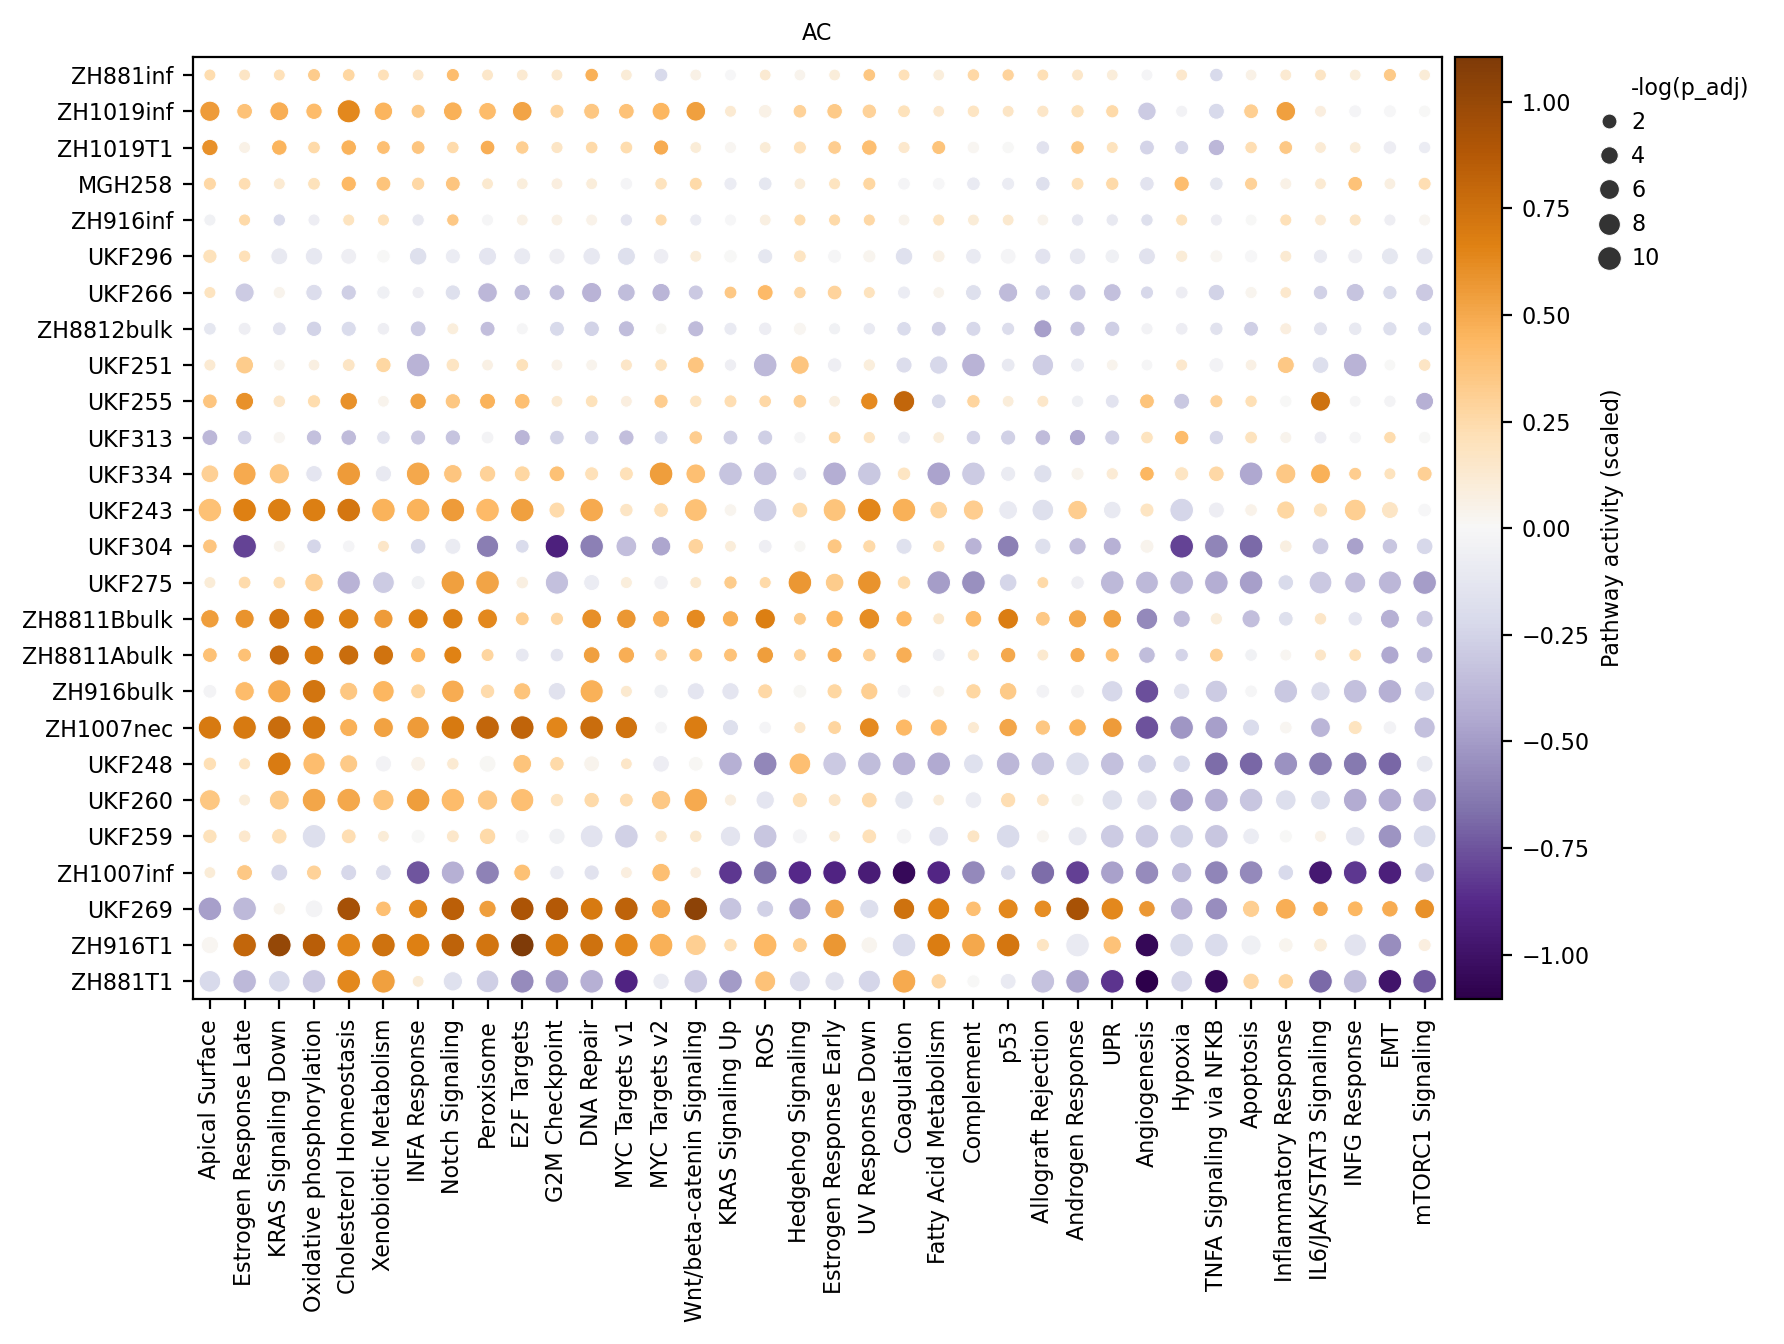 AC
ZH881inf
ZH1019inf
ZH1019T1
MGH258
ZH916inf
UKF296
UKF266
ZH8812bulk
UKF251
UKF255
UKF313
UKF334
UKF243
UKF304
UKF275
ZH8811Bbulk
ZH8811Abulk
ZH916bulk
ZH1007nec
UKF248
UKF260
UKF259
ZH1007inf
UKF269
ZH916T1
ZH881T1
Apical Surface
Estrogen Response Late
KRAS Signaling Down
Oxidative phosphorylation
Cholesterol Homeostasis
Xenobiotic Metabolism
INFA Response
Notch Signaling
Peroxisome
E2F Targets
G2M Checkpoint
DNA Repair
MYC Targets v1
MYC Targets v2
Wnt/beta-catenin Signaling
KRAS Signaling Up
ROS
Hedgehog Signaling
Estrogen Response Early
UV Response Down
Coagulation
Fatty Acid Metabolism
Complement
p53
Allograft Rejection
Androgen Response
UPR
Angiogenesis
Hypoxia
TNFA Signaling via NFKB
Apoptosis
Inflammatory Response
IL6/JAK/STAT3 Signaling
INFG Response
EMT
mTORC1 Signaling
1.00
0.75
0.50
0.25
0.00
−0.25
−0.50
−0.75
−1.00
Pathway activity (scaled)
-log(p_adj)
2
4
6
8
10